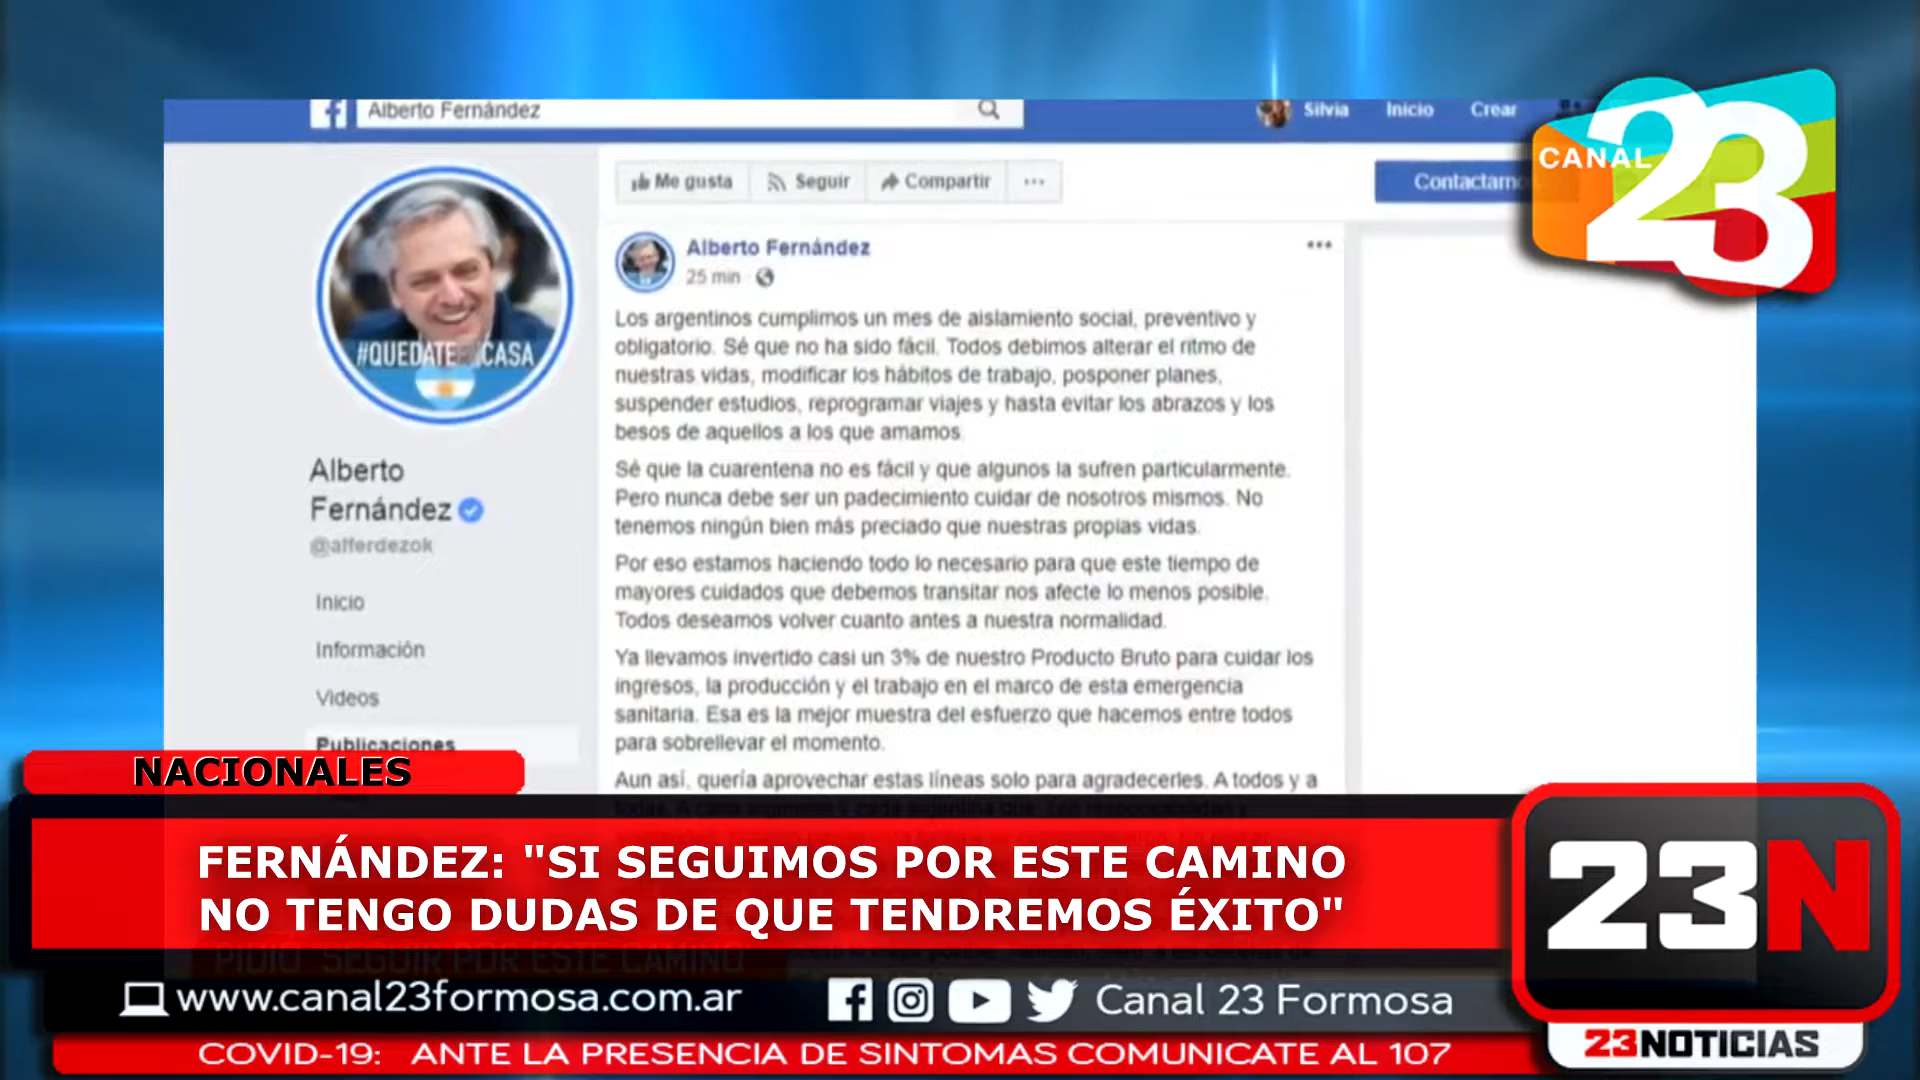 Alberto Fernández
Silvia
Inicio
Crear
CANAL 23
Me gusta
Seguir
Compartir
Contactarno
#QUEDATEENCASA
Alberto
Fernández
@alferdezok
Inicio
Información
Videos
Publicaciones
Alberto Fernández
25 min
Los argentinos cumplimos un mes de aislamiento social, preventivo y
obligatorio. Sé que no ha sido fácil. Todos debimos alterar el ritmo de
nuestras vidas, modificar los hábitos de trabajo, posponer planes,
suspender estudios, reprogramar viajes y hasta evitar los abrazos y los
besos de aquellos a los que amamos.
Sé que la cuarentena no es fácil y que algunos la sufren particularmente.
Pero nunca debe ser un padecimiento cuidar de nosotros mismos. No
tenemos ningún bien más preciado que nuestras propias vidas.
Por eso estamos haciendo todo lo necesario para que este tiempo de
mayores cuidados que debemos transitar nos afecte lo menos posible.
Todos deseamos volver cuanto antes a nuestra normalidad.
Ya llevamos invertido casi un 3% de nuestro Producto Bruto para cuidar los
ingresos, la producción y el trabajo en el marco de esta emergencia
sanitaria. Esa es la mejor muestra del esfuerzo que hacemos entre todos
para sobrellevar el momento.
Aun así, quería aprovechar estas líneas solo para agradecerles. A todos y a
NACIONALES
FERNÁNDEZ: "SI SEGUIMOS POR ESTE CAMINO
NO TENGO DUDAS DE QUE TENDREMOS ÉXITO"
PIDIÓ "SEGUIR POR ESTE CAMINO"
23N
www.canal23formosa.com.ar
Canal 23 Formosa
COVID-19: ANTE LA PRESENCIA DE SINTOMAS COMUNICATE AL 107
23NOTICIAS